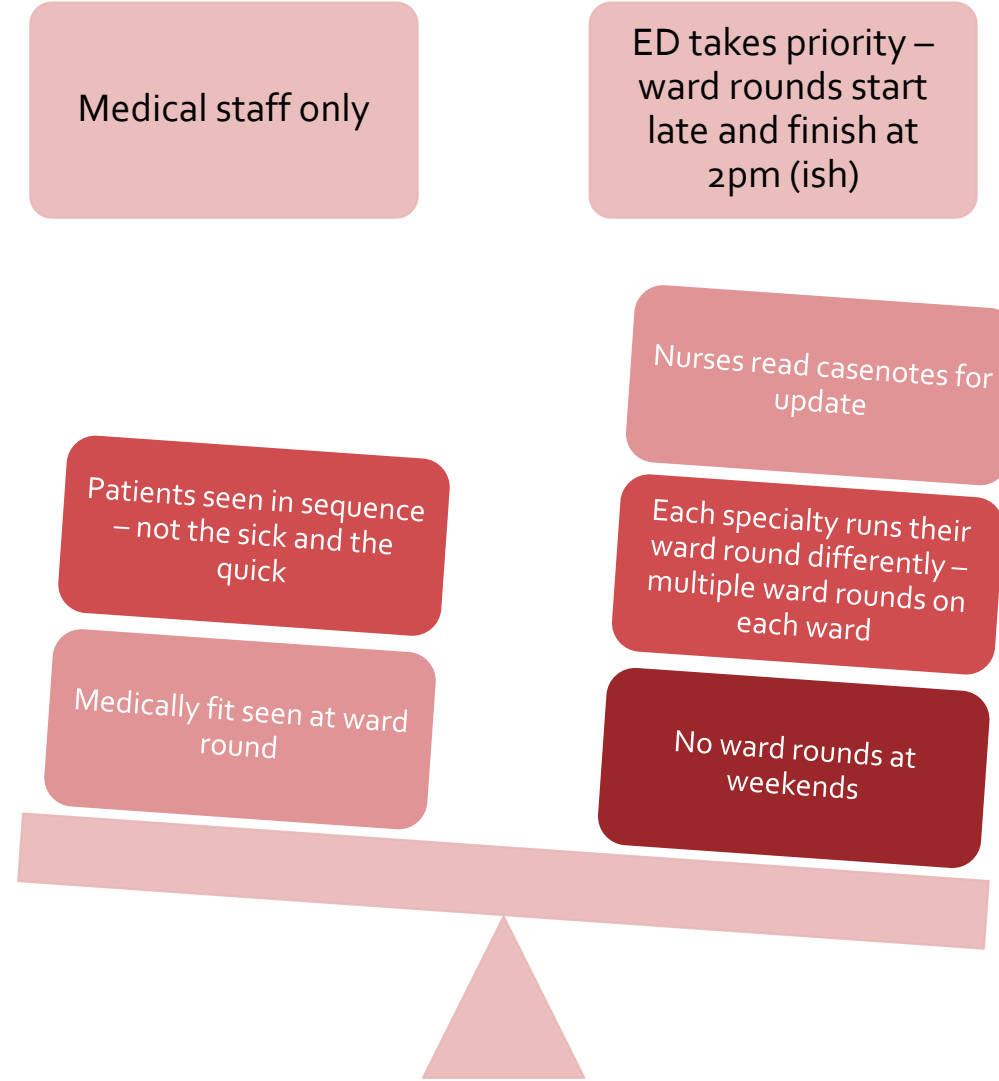 Medical staff only
ED takes priority –
ward rounds start
late and finish at
2pm (ish)
Patients seen in sequence
– not the sick and the
quick
Medically fit seen at ward
round
Nurses read casenotes for
update
Each specialty runs their
ward round differently –
multiple ward rounds on
each ward
No ward rounds at
weekends